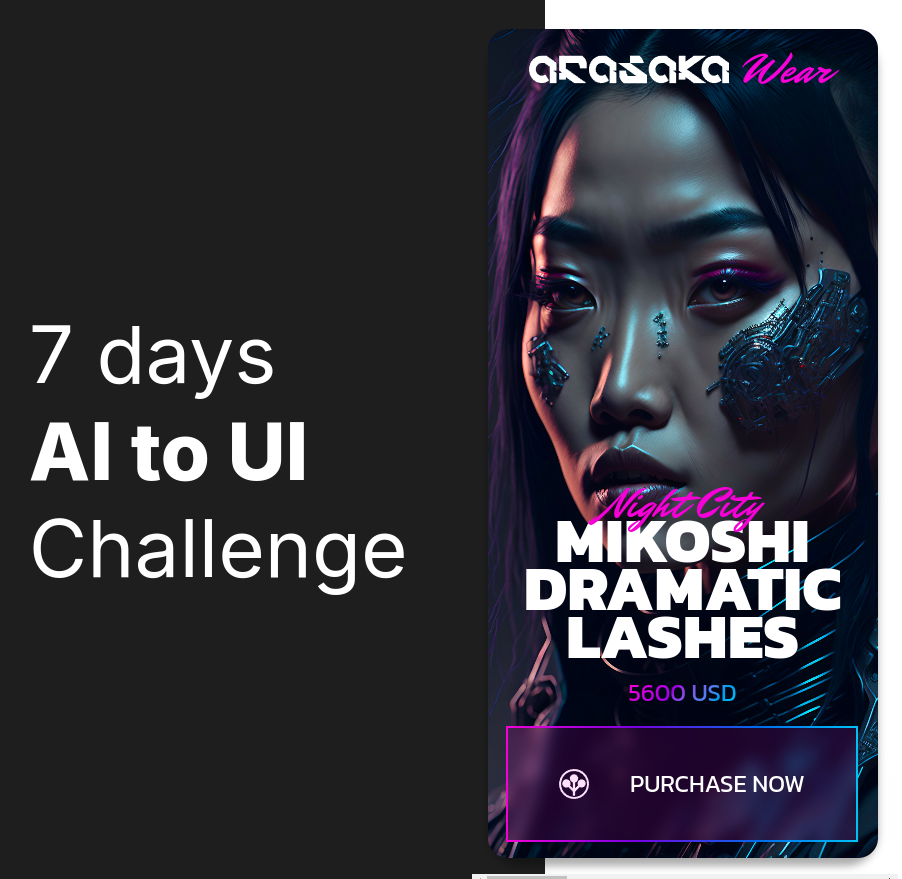 7 days
AI to UI
Challenge
arasaka Wear
Night City
MIKOSHI
DRAMATIC
LASHES
5600 USD
PURCHASE NOW